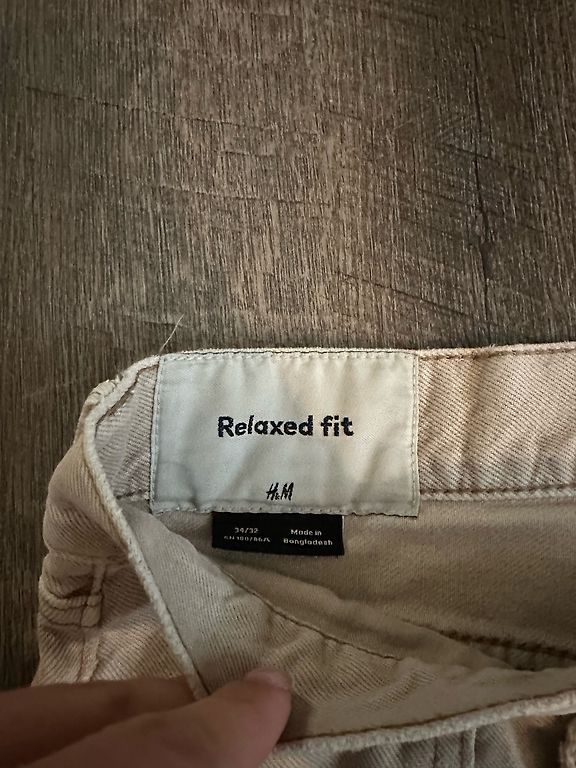 Relaxed fit
H&M
34/32
Made in
Bangladesh